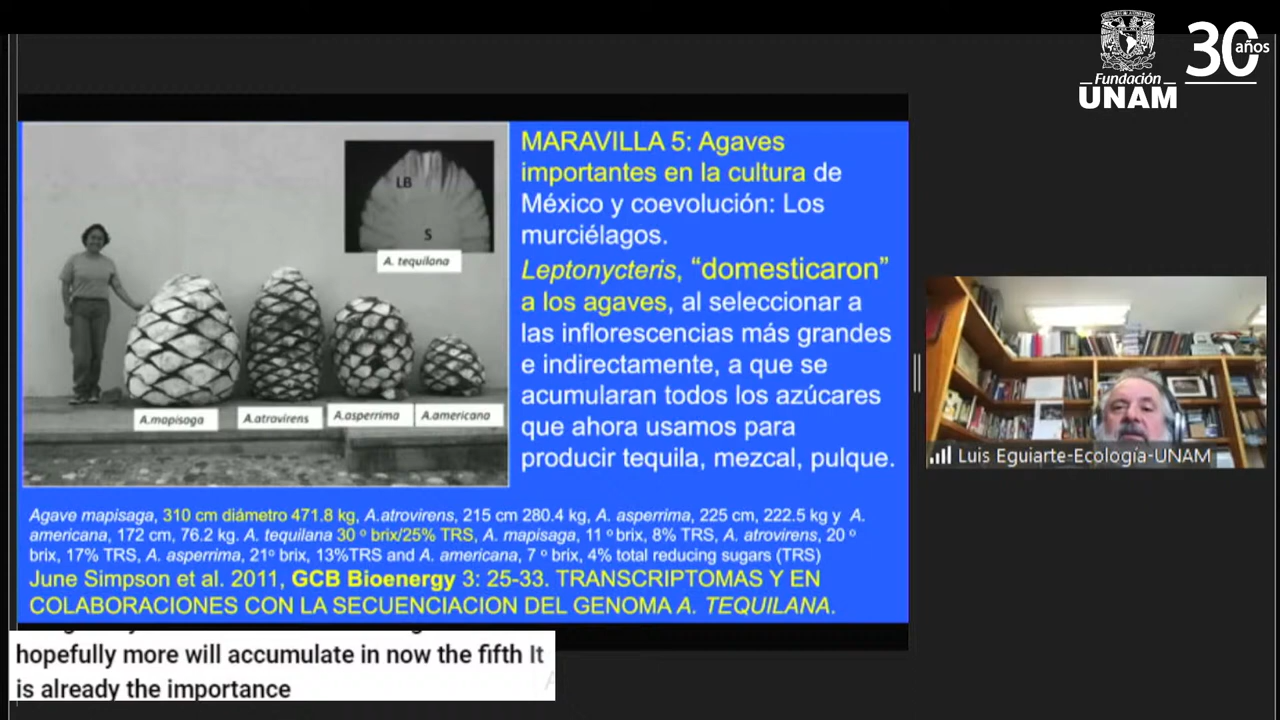 Fundación
UNAM
30
años
LB
S
A. tequilana
A.mapisaga
A.atrovirens
A.asperrima
A.americana
MARAVILLA 5: Agaves
importantes en la cultura de
México y coevolución: Los
murciélagos.
Leptonycteris, “domesticaron”
a los agaves, al seleccionar a
las inflorescencias más grandes
e indirectamente, a que se
acumularan todos los azúcares
que ahora usamos para
producir tequila, mezcal, pulque.
Agave mapisaga, 310 cm diámetro 471.8 kg, A.atrovirens, 215 cm 280.4 kg, A. asperrima, 225 cm, 222.5 kg y A.
americana, 172 cm, 76.2 kg. A. tequilana 30 º brix/25% TRS, A. mapisaga, 11 º brix, 8% TRS, A. atrovirens, 20 º
brix, 17% TRS, A. asperrima, 21º brix, 13%TRS and A. americana, 7 º brix, 4% total reducing sugars (TRS)
June Simpson et al. 2011, GCB Bioenergy 3: 25-33. TRANSCRIPTOMAS Y EN
COLABORACIONES CON LA SECUENCIACION DEL GENOMA A. TEQUILANA.
Luis Eguiarte-Ecología-UNAM
hopefully more will accumulate in now the fifth It
is already the importance